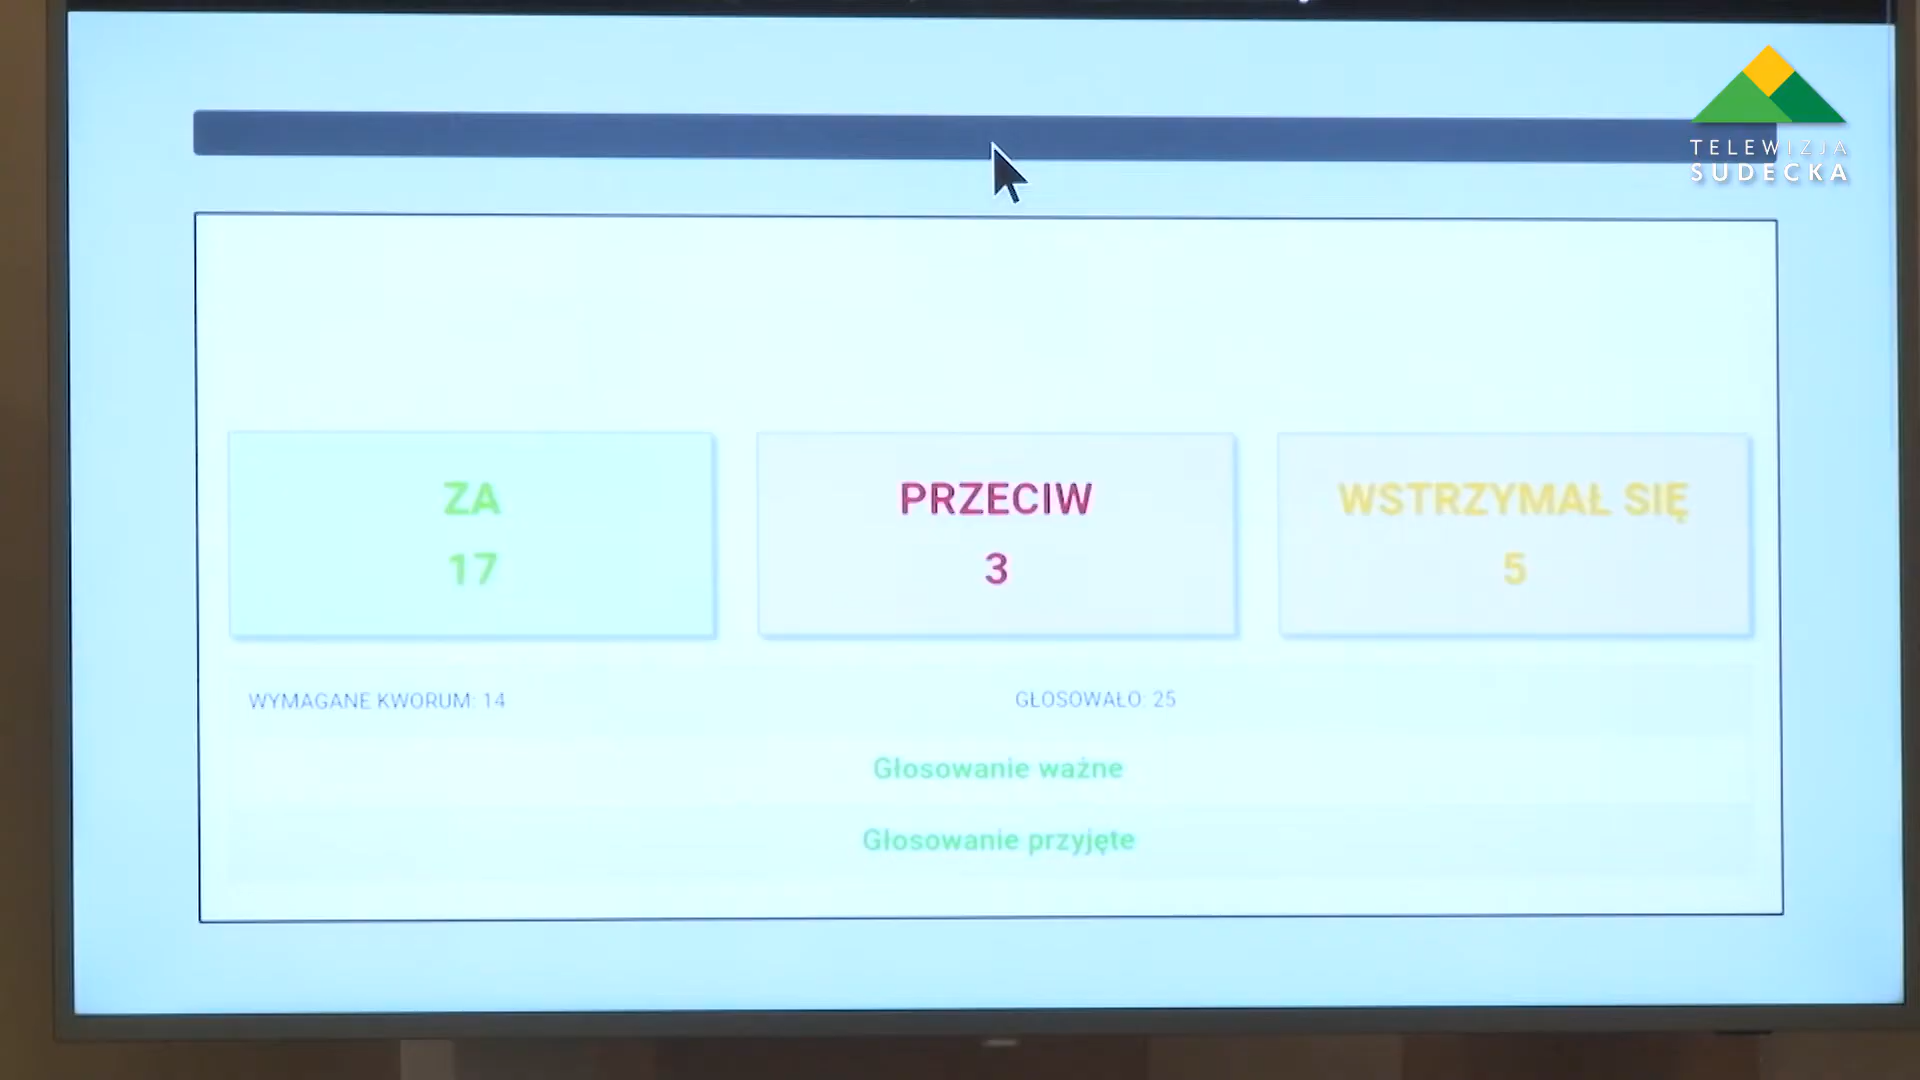 TELEWIZJA
SUDECKA
ZA
17
PRZECIW
3
WSTRZYMAŁ SIĘ
5
WYMAGANE KWORUM: 14
GŁOSOWAŁO: 25
Głosowanie ważne
Głosowanie przyjęte